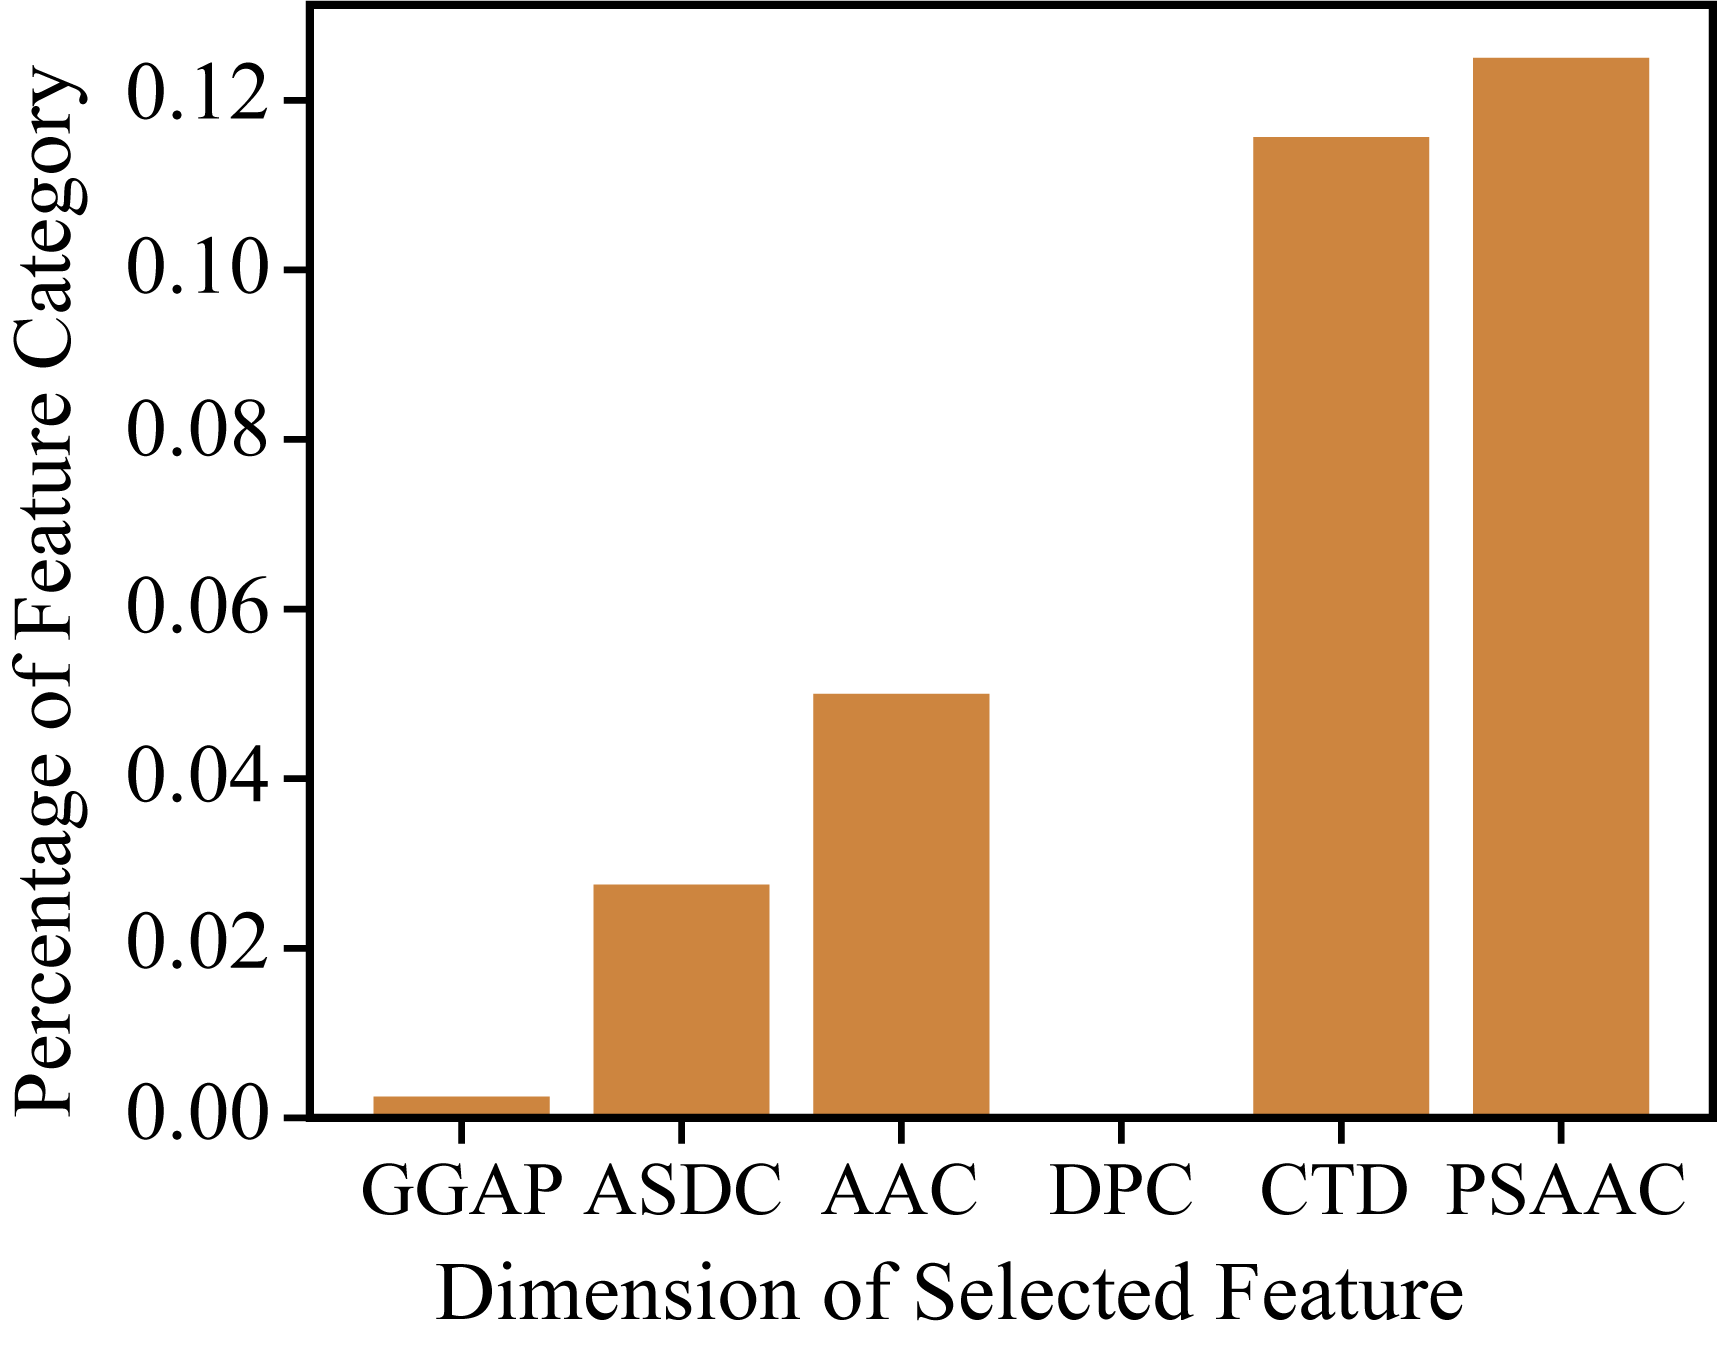 Percentage of Feature Category
0.12
0.10
0.08
0.06
0.04
0.02
0.00
GGAP ASDC AAC DPC CTD PSAAC
Dimension of Selected Feature